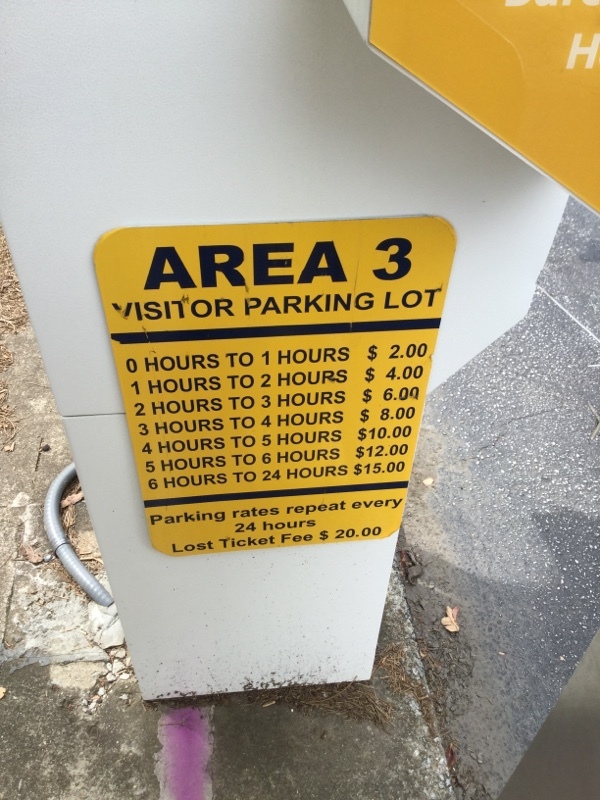 AREA 3
VISITOR PARKING LOT
0 HOURS TO 1 HOURS $ 2.00
1 HOURS TO 2 HOURS $ 4.00
2 HOURS TO 3 HOURS $ 6.00
3 HOURS TO 4 HOURS $ 8.00
4 HOURS TO 5 HOURS $10.00
5 HOURS TO 6 HOURS $12.00
6 HOURS TO 24 HOURS $15.00
Parking rates repeat every
24 hours
Lost Ticket Fee $ 20.00